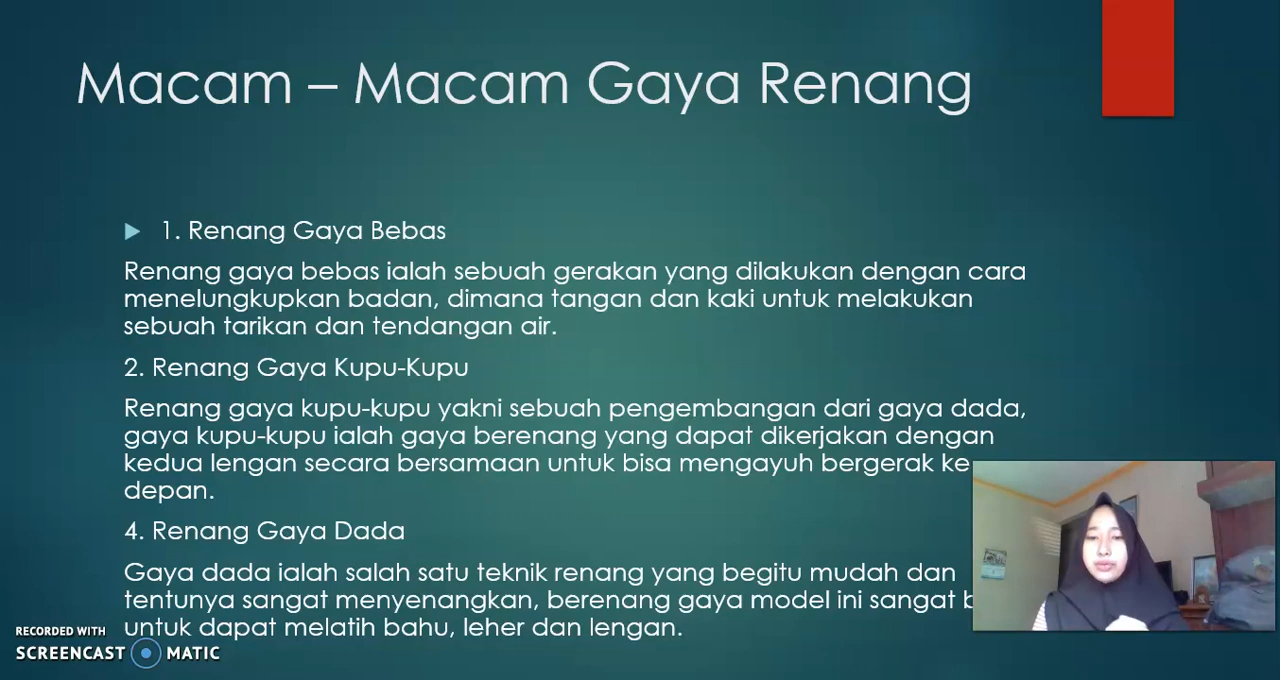 Macam – Macam Gaya Renang
1. Renang Gaya Bebas
Renang gaya bebas ialah sebuah gerakan yang dilakukan dengan cara
menelungkupkan badan, dimana tangan dan kaki untuk melakukan
sebuah tarikan dan tendangan air.
2. Renang Gaya Kupu-Kupu
Renang gaya kupu-kupu yakni sebuah pengembangan dari gaya dada,
gaya kupu-kupu ialah gaya berenang yang dapat dikerjakan dengan
kedua lengan secara bersamaan untuk bisa mengayuh bergerak ke
depan.
4. Renang Gaya Dada
Gaya dada ialah salah satu teknik renang yang begitu mudah dan
tentunya sangat menyenangkan, berenang gaya model ini sangat
untuk dapat melatih bahu, leher dan lengan.
RECORDED WITH
SCREENCAST MATIC